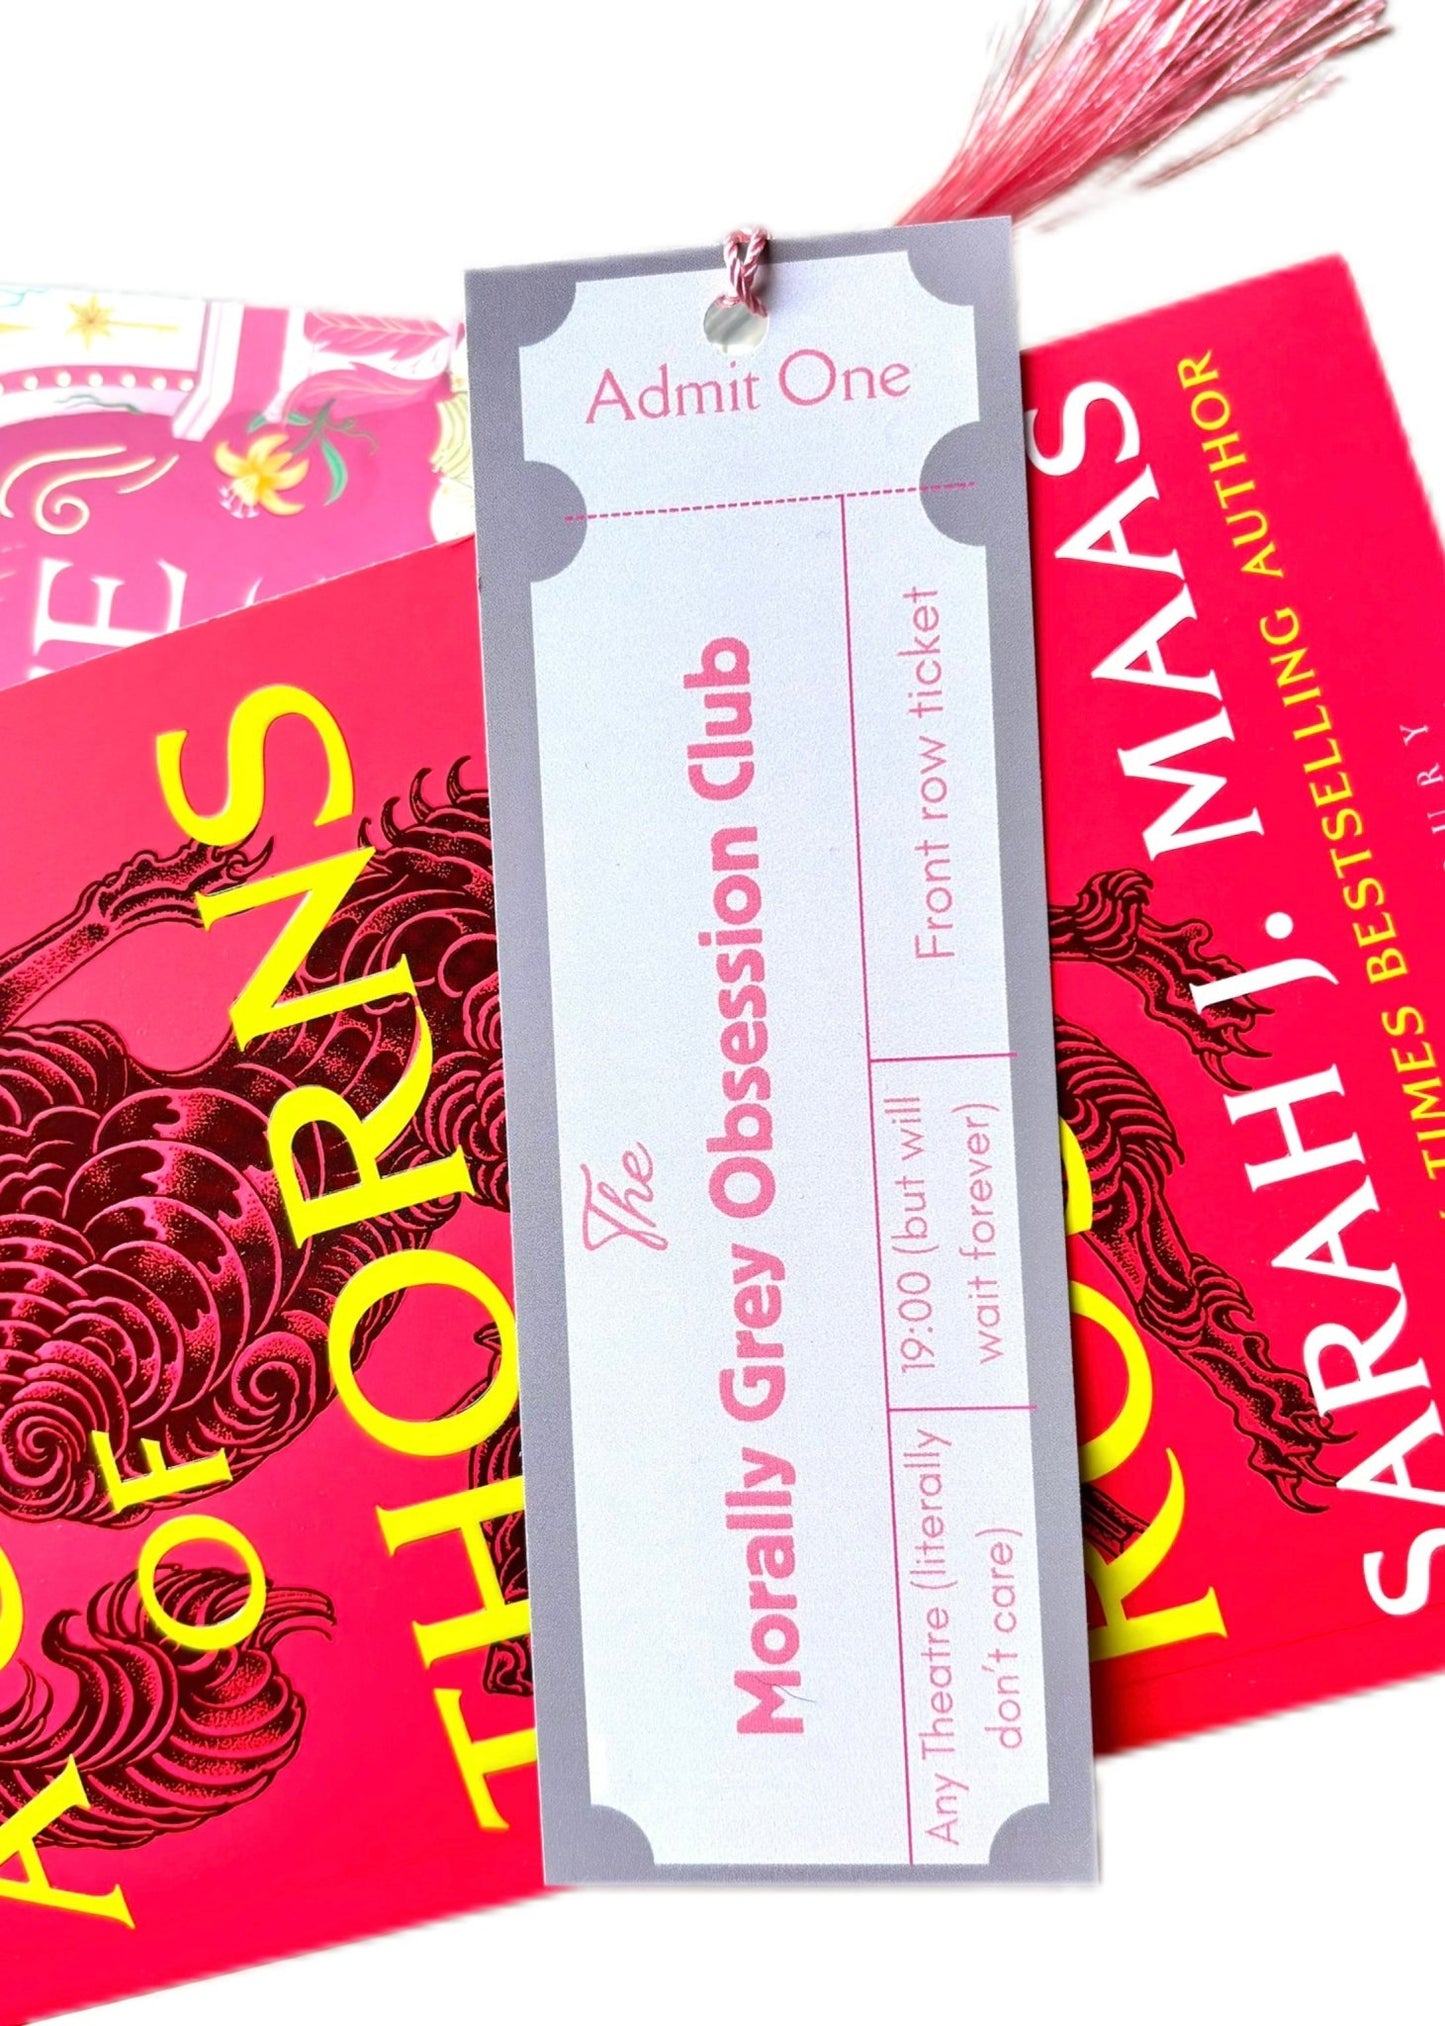 Admit One
The
Morally Grey Obsession Club
Any Theatre (literally
don't care)
19:00 (but will
wait forever)
Front row ticket
A
OF
THORNS
SARAH J. MAAS
TIMES BESTSELLING AUTHOR